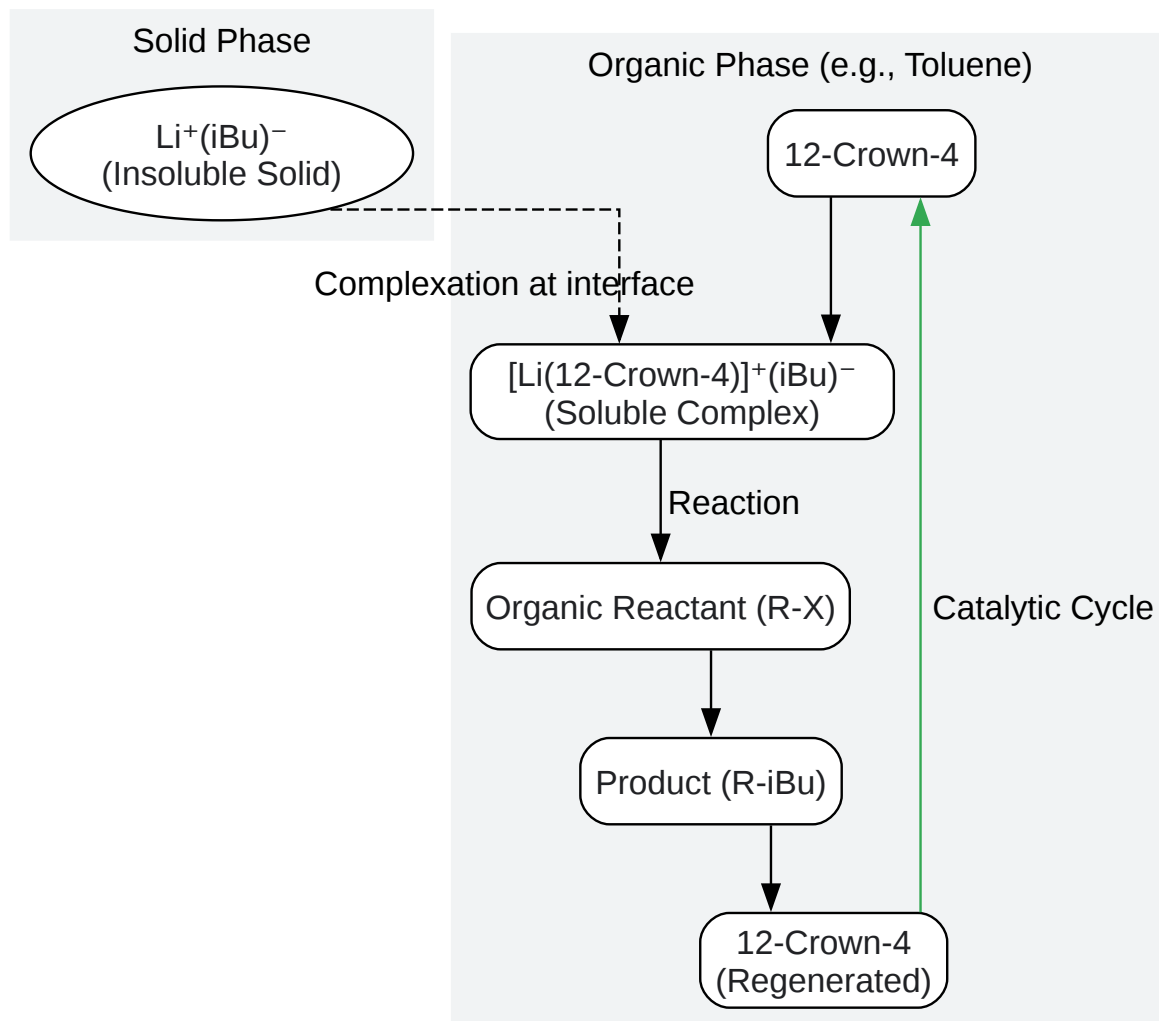 Solid Phase
Li⁺(iBu)⁻
(Insoluble Solid)
Organic Phase (e.g., Toluene)
12-Crown-4
Complexation at interface
[Li(12-Crown-4)]⁺(iBu)⁻
(Soluble Complex)
Reaction
Organic Reactant (R-X)
Catalytic Cycle
Product (R-iBu)
12-Crown-4
(Regenerated)